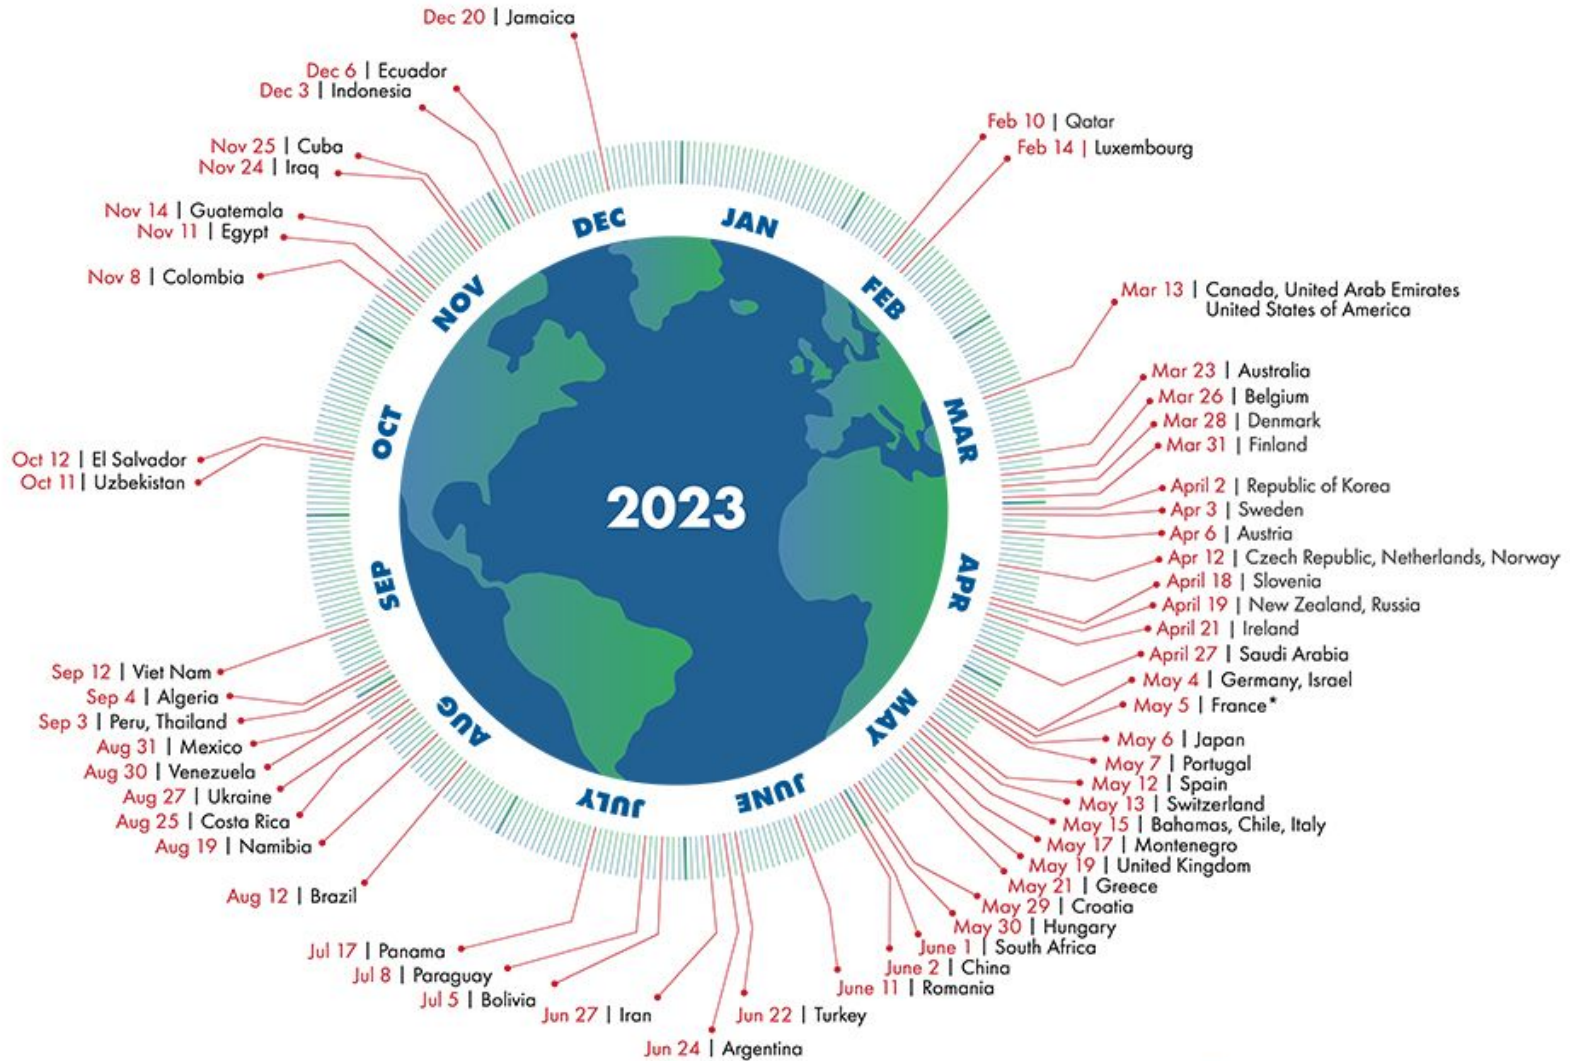 Dec 20 | Jamaica
Dec 6 | Ecuador
Dec 3 | Indonesia
Nov 25 | Cuba
Nov 24 | Iraq
Nov 14 | Guatemala
Nov 11 | Egypt
Nov 8 | Colombia
Oct 12 | El Salvador
Oct 11 | Uzbekistan
Sep 12 | Viet Nam
Sep 4 | Algeria
Sep 3 | Peru, Thailand
Aug 31 | Mexico
Aug 30 | Venezuela
Aug 27 | Ukraine
Aug 25 | Costa Rica
Aug 19 | Namibia
Aug 12 | Brazil
Jul 17 | Panama
Jul 8 | Paraguay
Jul 5 | Bolivia
Jun 27 | Iran
Jun 24 | Argentina
Feb 10 | Qatar
Feb 14 | Luxembourg
Mar 13 | Canada, United Arab Emirates
United States of America
Mar 23 | Australia
Mar 26 | Belgium
Mar 28 | Denmark
Mar 31 | Finland
April 2 | Republic of Korea
Apr 3 | Sweden
Apr 6 | Austria
Apr 12 | Czech Republic, Netherlands, Norway
April 18 | Slovenia
April 19 | New Zealand, Russia
April 21 | Ireland
April 27 | Saudi Arabia
May 4 | Germany, Israel
May 5 | France*
May 6 | Japan
May 7 | Portugal
May 12 | Spain
May 13 | Switzerland
May 15 | Bahamas, Chile, Italy
May 17 | Montenegro
May 19 | United Kingdom
May 21 | Greece
May 29 | Croatia
May 30 | Hungary
June 1 | South Africa
June 2 | China
June 11 | Romania
Jun 22 | Turkey
JAN
FEB
MAR
APR
MAY
JUNE
JULY
AUG
SEP
OCT
NOV
DEC
2023